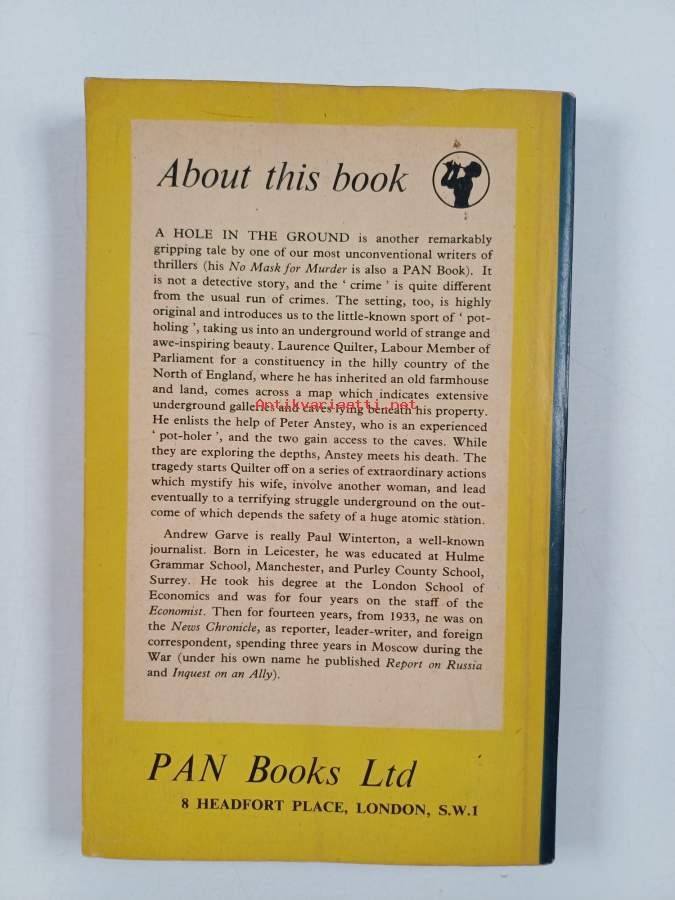 About this book
A HOLE IN THE GROUND is another remarkably
gripping tale by one of our most unconventional writers of
thrillers (his No Mask for Murder is also a PAN Book). It
is not a detective story, and the ‘ crime ’ is quite different
from the usual run of crimes. The setting, too, is highly
original and introduces us to the little-known sport of ‘ pot-
holing ’, taking us into an underground world of strange and
awe-inspiring beauty. Laurence Quilter, Labour Member of
Parliament for a constituency in the hilly country of the
North of England, where he has inherited an old farmhouse
and land, comes across a map which indicates extensive
underground galleries and caves lying beneath his property.
Antikvariaatti.net
He enlists the help of Peter Anstey, who is an experienced
‘ pot-holer ’, and the two gain access to the caves. While
they are exploring the depths, Anstey meets his death. The
tragedy starts Quilter off on a series of extraordinary actions
which mystify his wife, involve another woman, and lead
eventually to a terrifying struggle underground on the out-
come of which depends the safety of a huge atomic station.
Andrew Garve is really Paul Winterton, a well-known
journalist. Born in Leicester, he was educated at Hulme
Grammar School, Manchester, and Purley County School,
Surrey. He took his degree at the London School of
Economics and was for four years on the staff of the
Economist. Then for fourteen years, from 1933, he was on
the News Chronicle, as reporter, leader-writer, and foreign
correspondent, spending three years in Moscow during the
War (under his own name he published Report on Russia
and Inquest on an Ally).
PAN Books Ltd
8 HEADFORT PLACE, LONDON, S.W.1